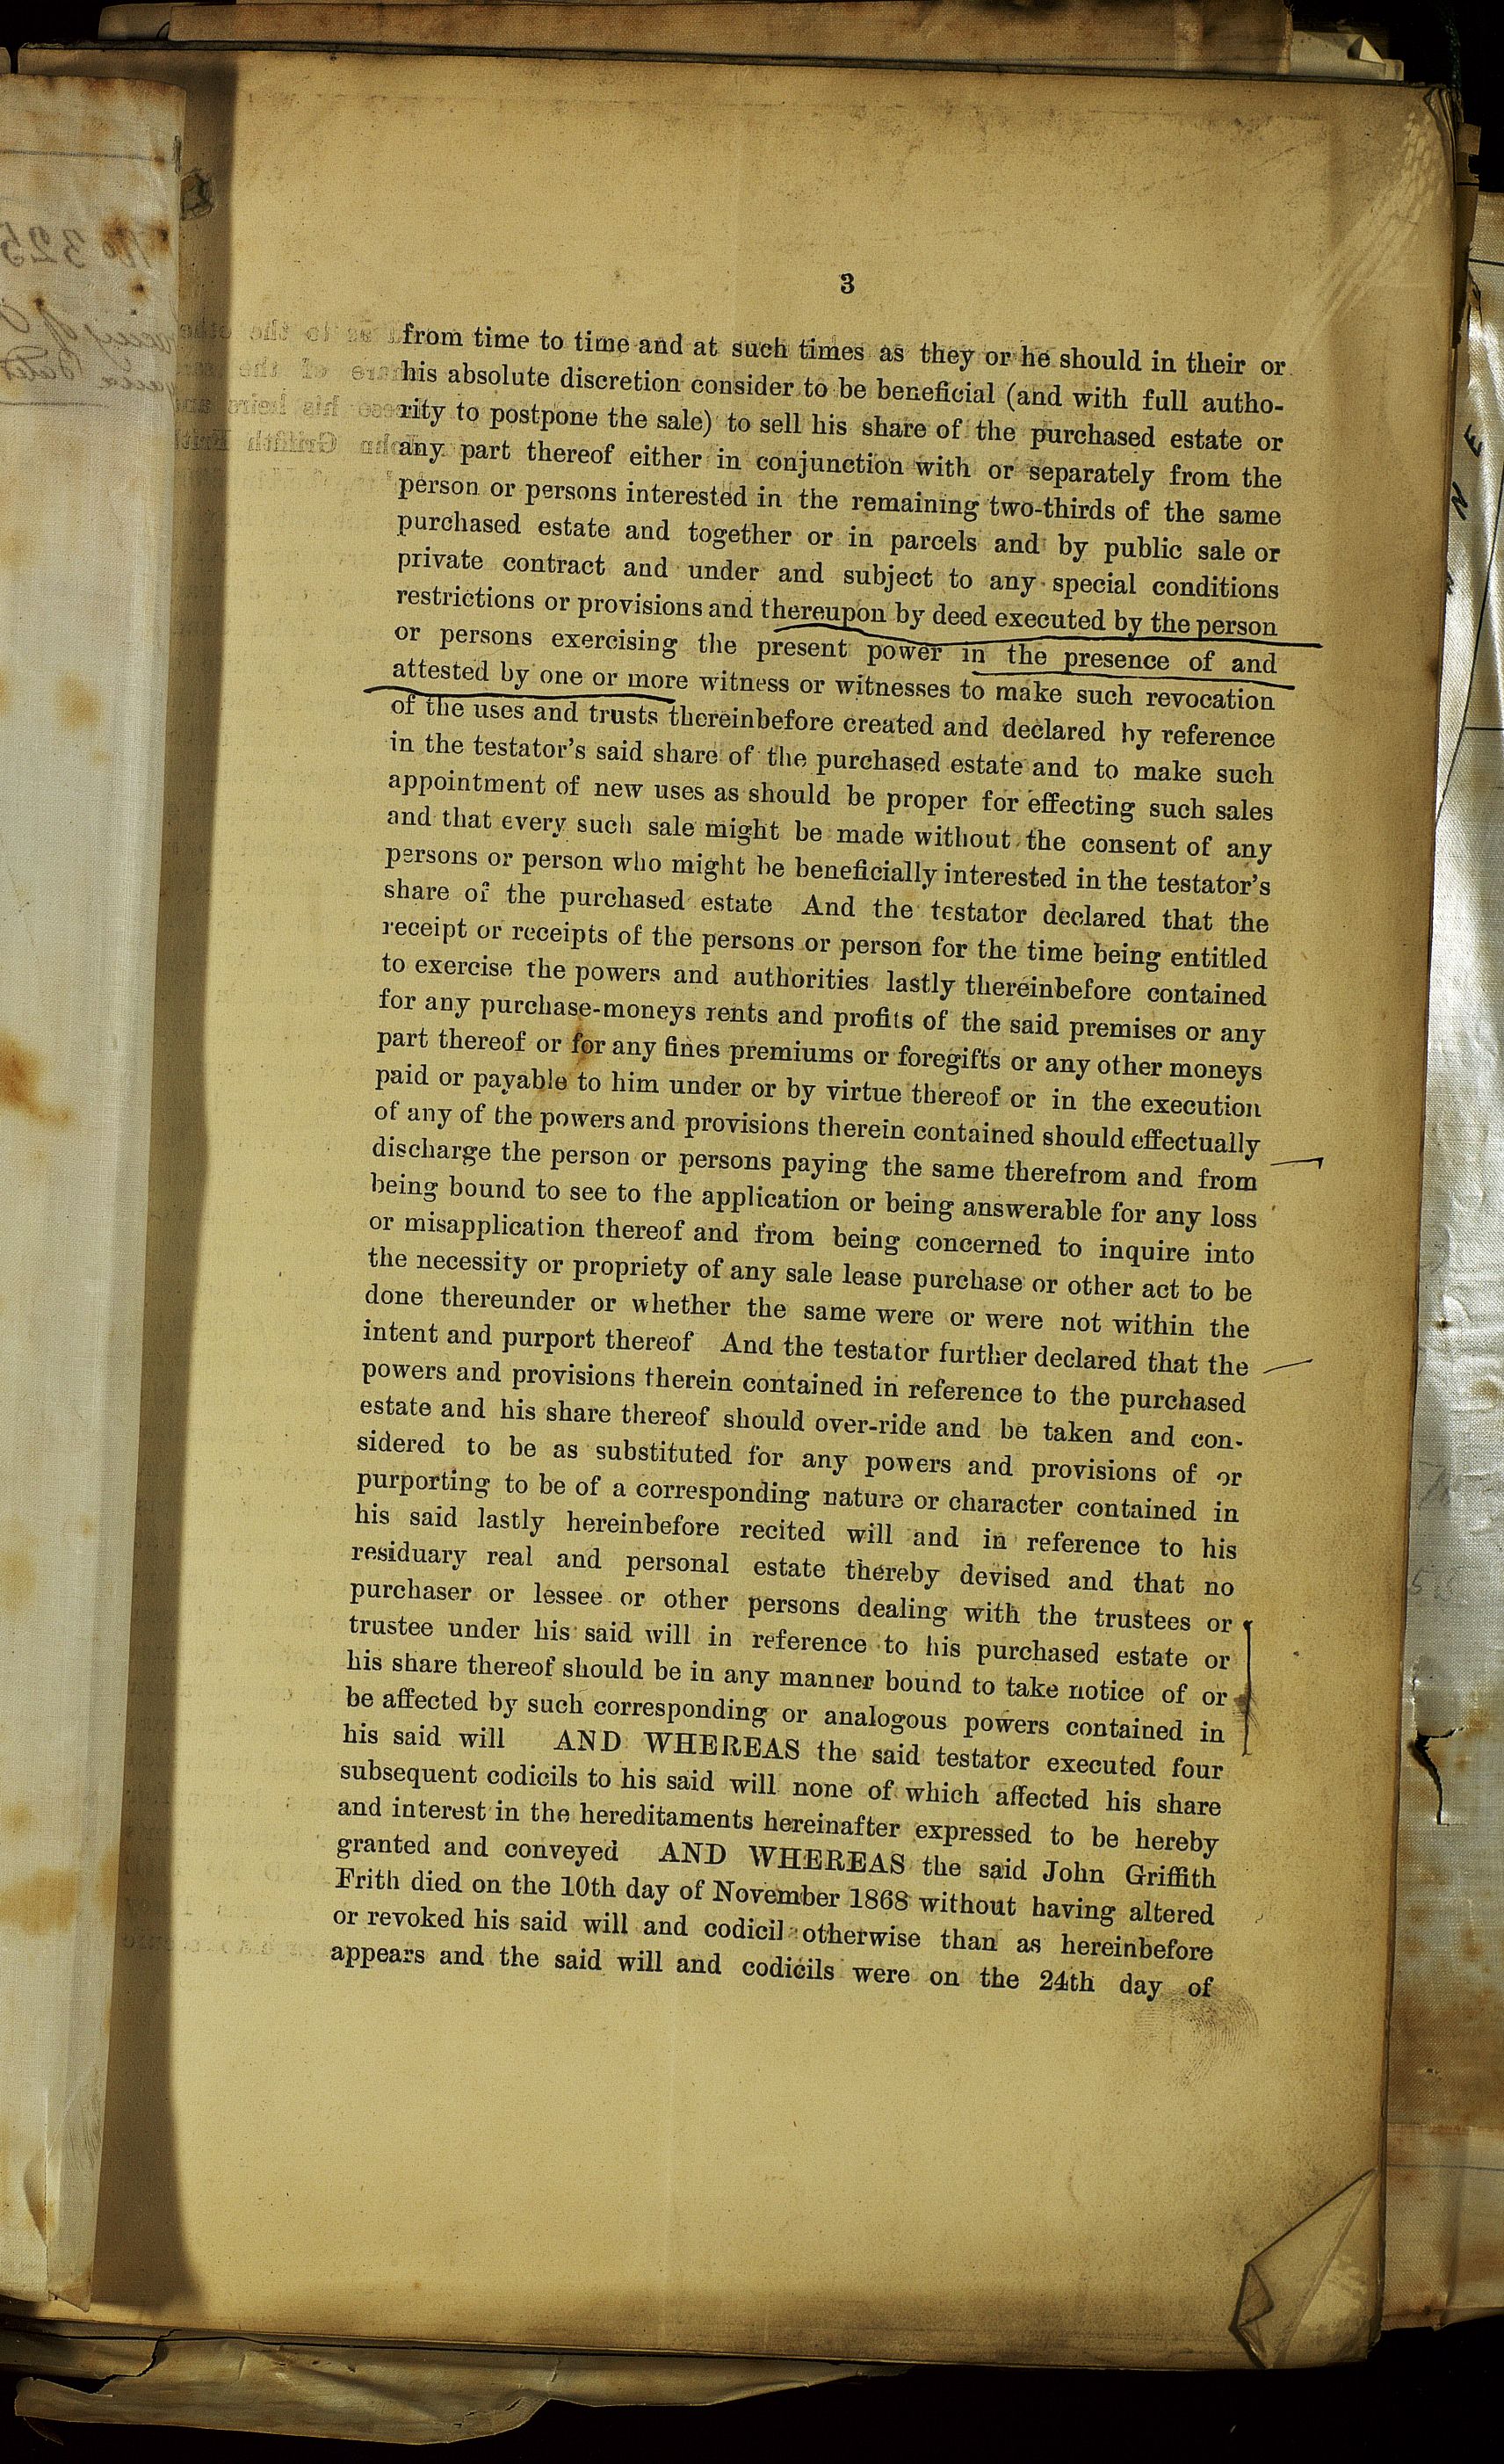 3
from time to time and at such times as they or he should in their or
his absolute discretion consider to be beneficial (and with full autho-
rity to postpone the sale) to sell his share of the purchased estate or
any part thereof either in conjunction with or separately from the
person or persons interested in the remaining two-thirds of the same
purchased estate and together or in parcels and by public sale or
private contract and under and subject to any special conditions
restrictions or provisions and thereupon by deed executed by the person
or persons exercising the present power in the presence of and
attested by one or more witness or witnesses to make such revocation
of the uses and trusts thereinbefore created and declared by reference
in the testator's said share of the purchased estate and to make such
appointment of new uses as should be proper for effecting such sales
and that every such sale might be made without the consent of any
persons or person who might be beneficially interested in the testator's
share of the purchased estate And the testator declared that the
receipt or receipts of the persons or person for the time being entitled
to exercise the powers and authorities lastly thereinbefore contained
for any purchase-moneys rents and profits of the said premises or any
part thereof or for any fines premiums or foregifts or any other moneys
paid or payable to him under or by virtue thereof or in the execution
of any of the powers and provisions therein contained should effectually
discharge the person or persons paying the same therefrom and from
being bound to see to the application or being answerable for any loss
or misapplication thereof and from being concerned to inquire into
the necessity or propriety of any sale lease purchase or other act to be
done thereunder or whether the same were or were not within the
intent and purport thereof And the testator further declared that the
powers and provisions therein contained in reference to the purchased
estate and his share thereof should over-ride and be taken and con-
sidered to be as substituted for any powers and provisions of or
purporting to be of a corresponding nature or character contained in
his said lastly hereinbefore recited will and in reference to his
residuary real and personal estate thereby devised and that no
purchaser or lessee or other persons dealing with the trustees or
trustee under his said will in reference to his purchased estate or
his share thereof should be in any manner bound to take notice of or
be affected by such corresponding or analogous powers contained in
his said will AND WHEREAS the said testator executed four
subsequent codicils to his said will none of which affected his share
and interest in the hereditaments hereinafter expressed to be hereby
granted and conveyed AND WHEREAS the said John Griffith
Frith died on the 10th day of November 1868 without having altered
or revoked his said will and codicil otherwise than as hereinbefore
appears and the said will and codicils were on the 24th day of